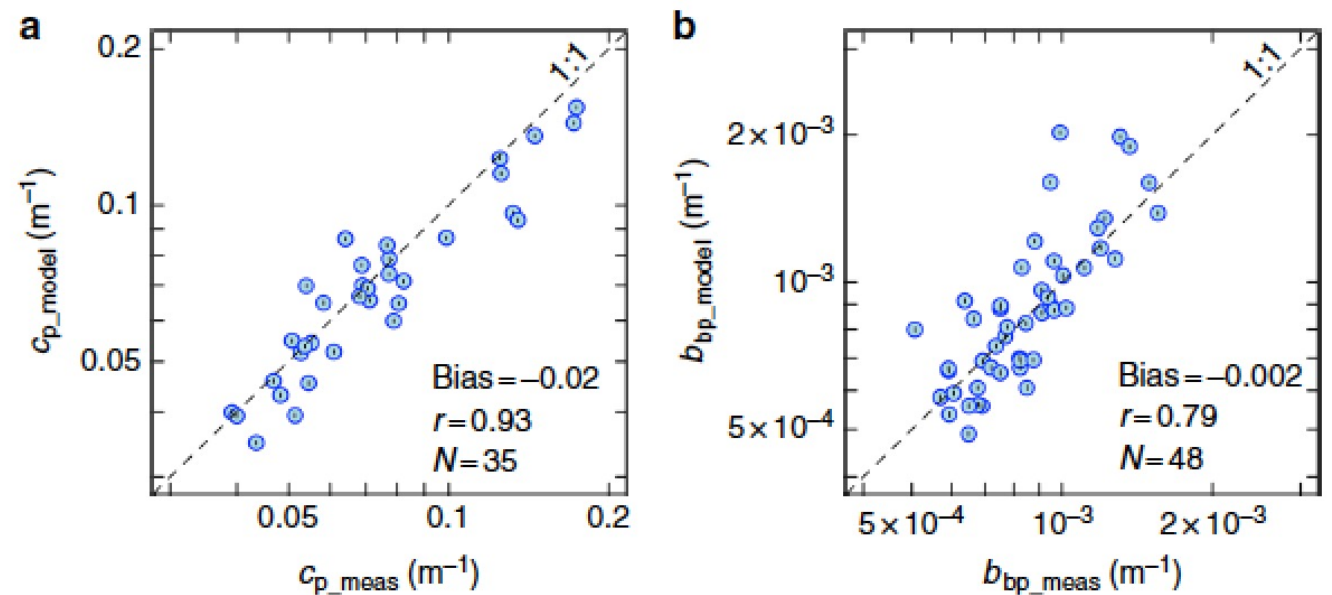 a
0.2
0.1
0.05
c_p_model (m⁻¹)
1:1
Bias=−0.02
r=0.93
N=35
0.05 0.1 0.2
c_p_meas (m⁻¹)
b
2×10⁻³
10⁻³
5×10⁻⁴
b_bp_model (m⁻¹)
1:1
Bias=−0.002
r=0.79
N=48
5×10⁻⁴ 10⁻³ 2×10⁻³
b_bp_meas (m⁻¹)